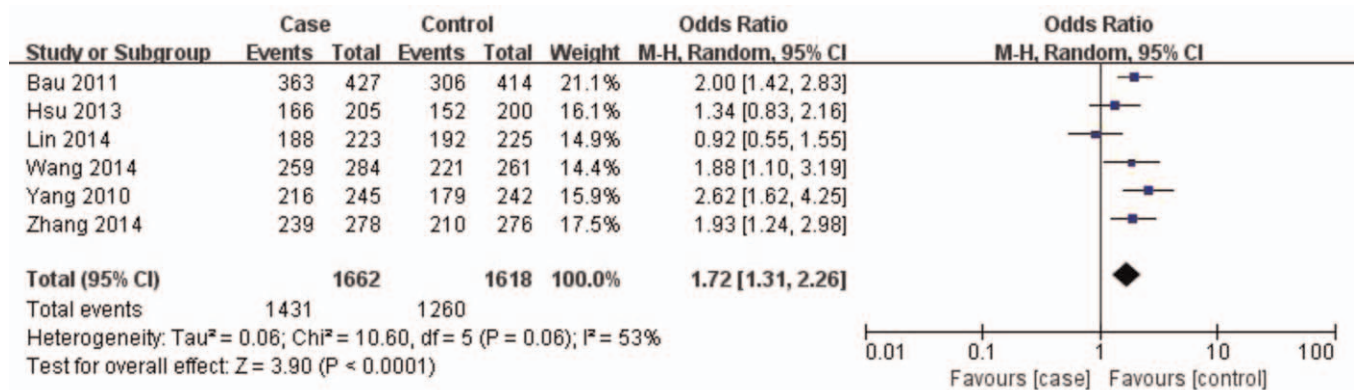 Case Control Odds Ratio Odds Ratio
Study or Subgroup Events Total Events Total Weight M-H, Random, 95% CI M-H, Random, 95% CI
Bau 2011 363 427 306 414 21.1% 2.00 [1.42, 2.83]
Hsu 2013 166 205 152 200 16.1% 1.34 [0.83, 2.16]
Lin 2014 188 223 192 225 14.9% 0.92 [0.55, 1.55]
Wang 2014 259 284 221 261 14.4% 1.88 [1.10, 3.19]
Yang 2010 216 245 179 242 15.9% 2.62 [1.62, 4.25]
Zhang 2014 239 278 210 276 17.5% 1.93 [1.24, 2.98]
Total (95% CI) 1662 1618 100.0% 1.72 [1.31, 2.26]
Total events 1431 1260
Heterogeneity: Tau² = 0.06; Chi² = 10.60, df = 5 (P = 0.06); I² = 53%
Test for overall effect: Z = 3.90 (P < 0.0001)
0.01 0.1 1 10 100
Favours [case] Favours [control]